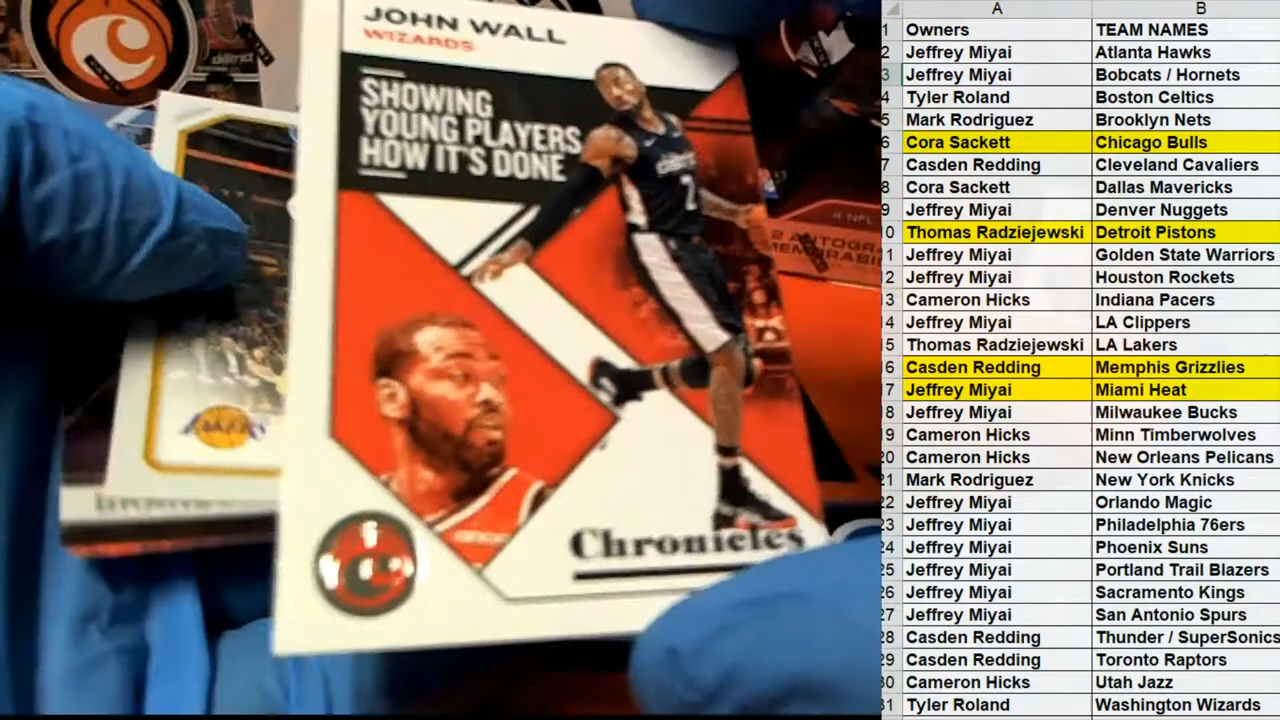 JOHN WALL
WIZARDS
SHOWING
YOUNG PLAYERS
HOW IT'S DONE
2
Chronicles
LAKERS
A B
1 Owners TEAM NAMES
2 Jeffrey Miyai Atlanta Hawks
3 Jeffrey Miyai Bobcats / Hornets
4 Tyler Roland Boston Celtics
5 Mark Rodriguez Brooklyn Nets
6 Cora Sackett Chicago Bulls
7 Casden Redding Cleveland Cavaliers
8 Cora Sackett Dallas Mavericks
9 Jeffrey Miyai Denver Nuggets
10 Thomas Radziejewski Detroit Pistons
11 Jeffrey Miyai Golden State Warriors
12 Jeffrey Miyai Houston Rockets
13 Cameron Hicks Indiana Pacers
14 Jeffrey Miyai LA Clippers
15 Thomas Radziejewski LA Lakers
16 Casden Redding Memphis Grizzlies
17 Jeffrey Miyai Miami Heat
18 Jeffrey Miyai Milwaukee Bucks
19 Cameron Hicks Minn Timberwolves
20 Cameron Hicks New Orleans Pelicans
21 Mark Rodriguez New York Knicks
22 Jeffrey Miyai Orlando Magic
23 Jeffrey Miyai Philadelphia 76ers
24 Jeffrey Miyai Phoenix Suns
25 Jeffrey Miyai Portland Trail Blazers
26 Jeffrey Miyai Sacramento Kings
27 Jeffrey Miyai San Antonio Spurs
28 Casden Redding Thunder / SuperSonics
29 Casden Redding Toronto Raptors
30 Cameron Hicks Utah Jazz
31 Tyler Roland Washington Wizards